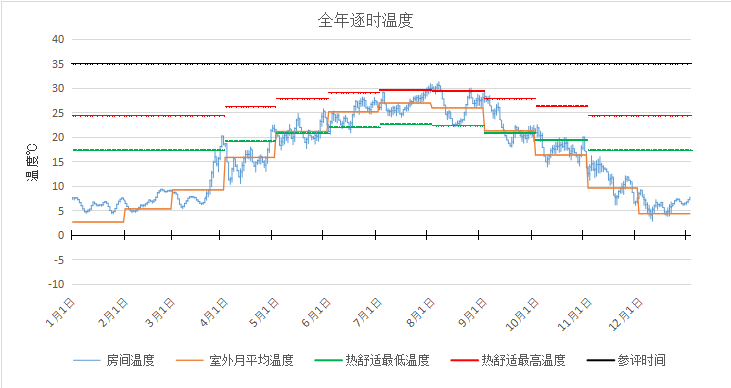 全年逐时温度
40
35
30
25
20
15
10
5
0
-5
-10
温度℃
1月1日
2月1日
3月1日
4月1日
5月1日
6月1日
7月1日
8月1日
9月1日
10月1日
11月1日
12月1日
房间温度 室外月平均温度 热舒适最低温度 热舒适最高温度 参评时间